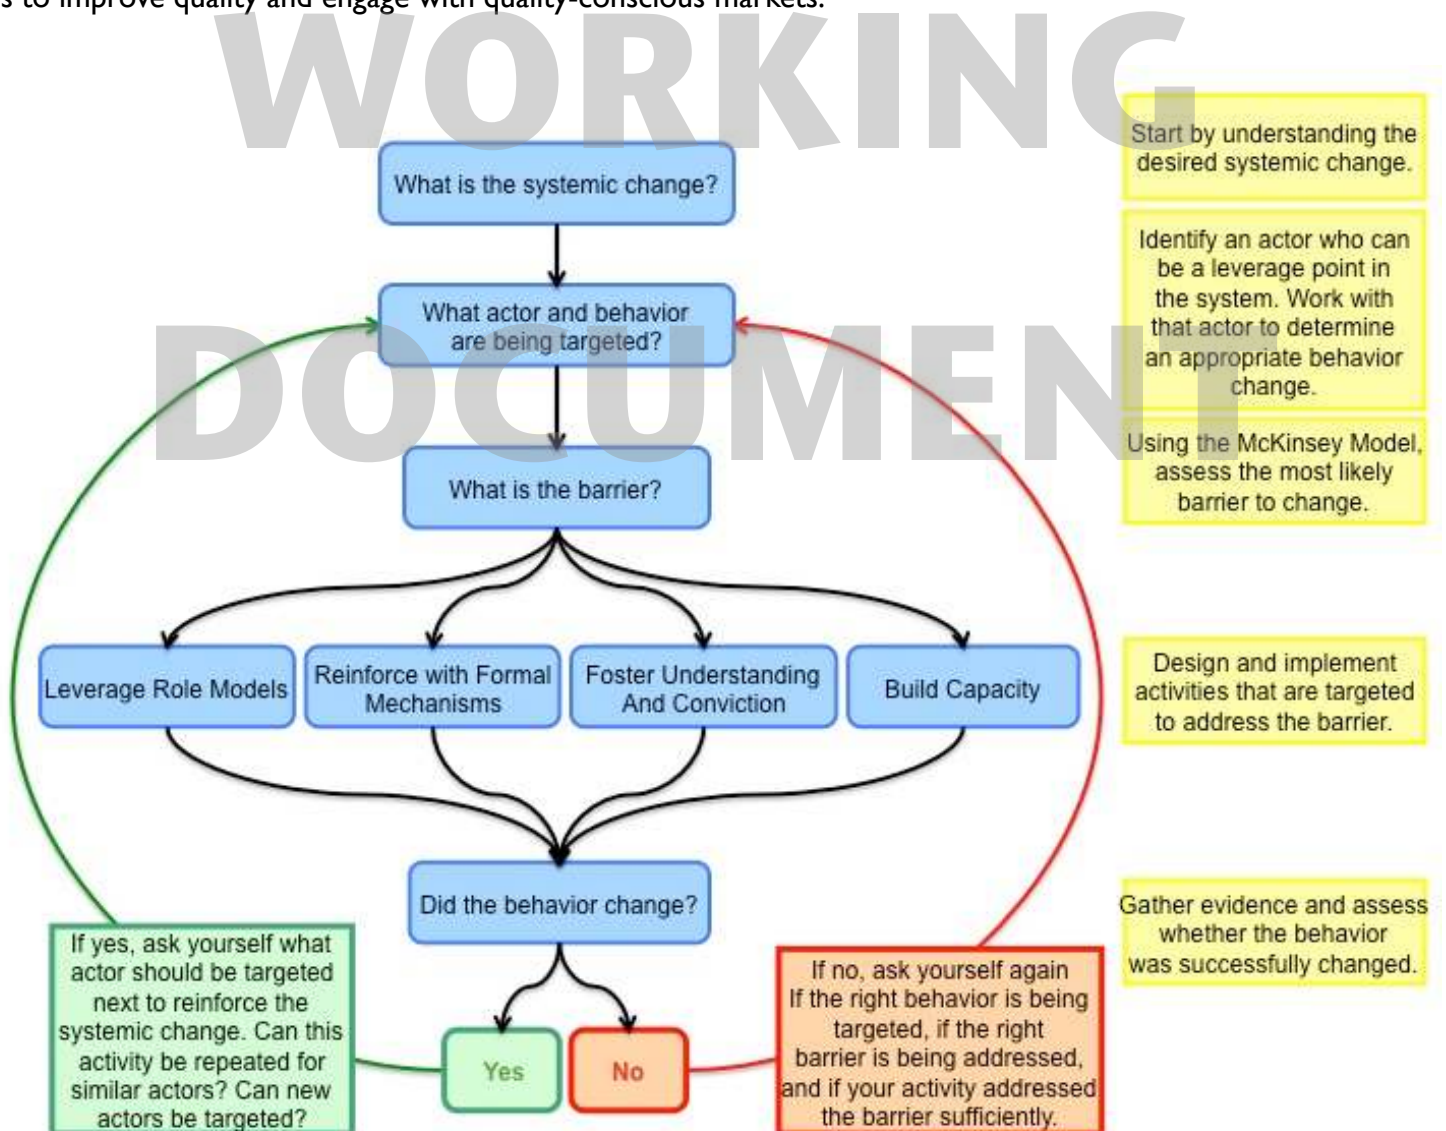 s to improve quality and engage with quality-conscious markets.
WORKING
DOCUMENT
What is the systemic change?
Start by understanding the
desired systemic change.
What actor and behavior
are being targeted?
Identify an actor who can
be a leverage point in
the system. Work with
that actor to determine
an appropriate behavior
change.
What is the barrier?
Using the McKinsey Model,
assess the most likely
barrier to change.
Leverage Role Models
Reinforce with Formal
Mechanisms
Foster Understanding
And Conviction
Build Capacity
Design and implement
activities that are targeted
to address the barrier.
Did the behavior change?
Gather evidence and assess
whether the behavior
was successfully changed.
If yes, ask yourself what
actor should be targeted
next to reinforce the
systemic change. Can this
activity be repeated for
similar actors? Can new
actors be targeted?
Yes
No
If no, ask yourself again
If the right behavior is being
targeted, if the right
barrier is being addressed,
and if your activity addressed
the barrier sufficiently.